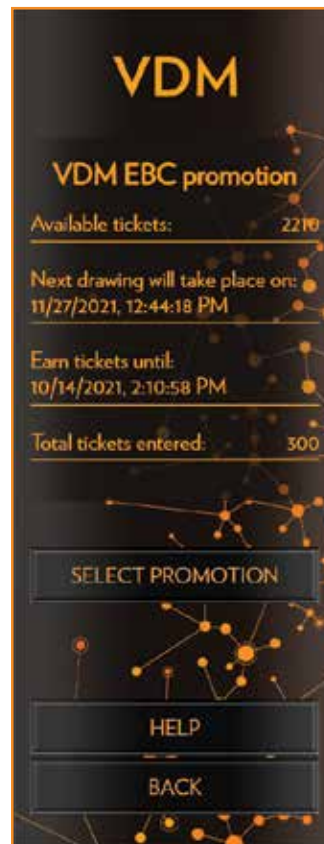 VDM
VDM EBC promotion
Available tickets: 2210
Next drawing will take place on:
11/27/2021, 12:44:18 PM
Earn tickets until:
10/14/2021, 2:10:58 PM
Total tickets entered: 300
SELECT PROMOTION
HELP
BACK